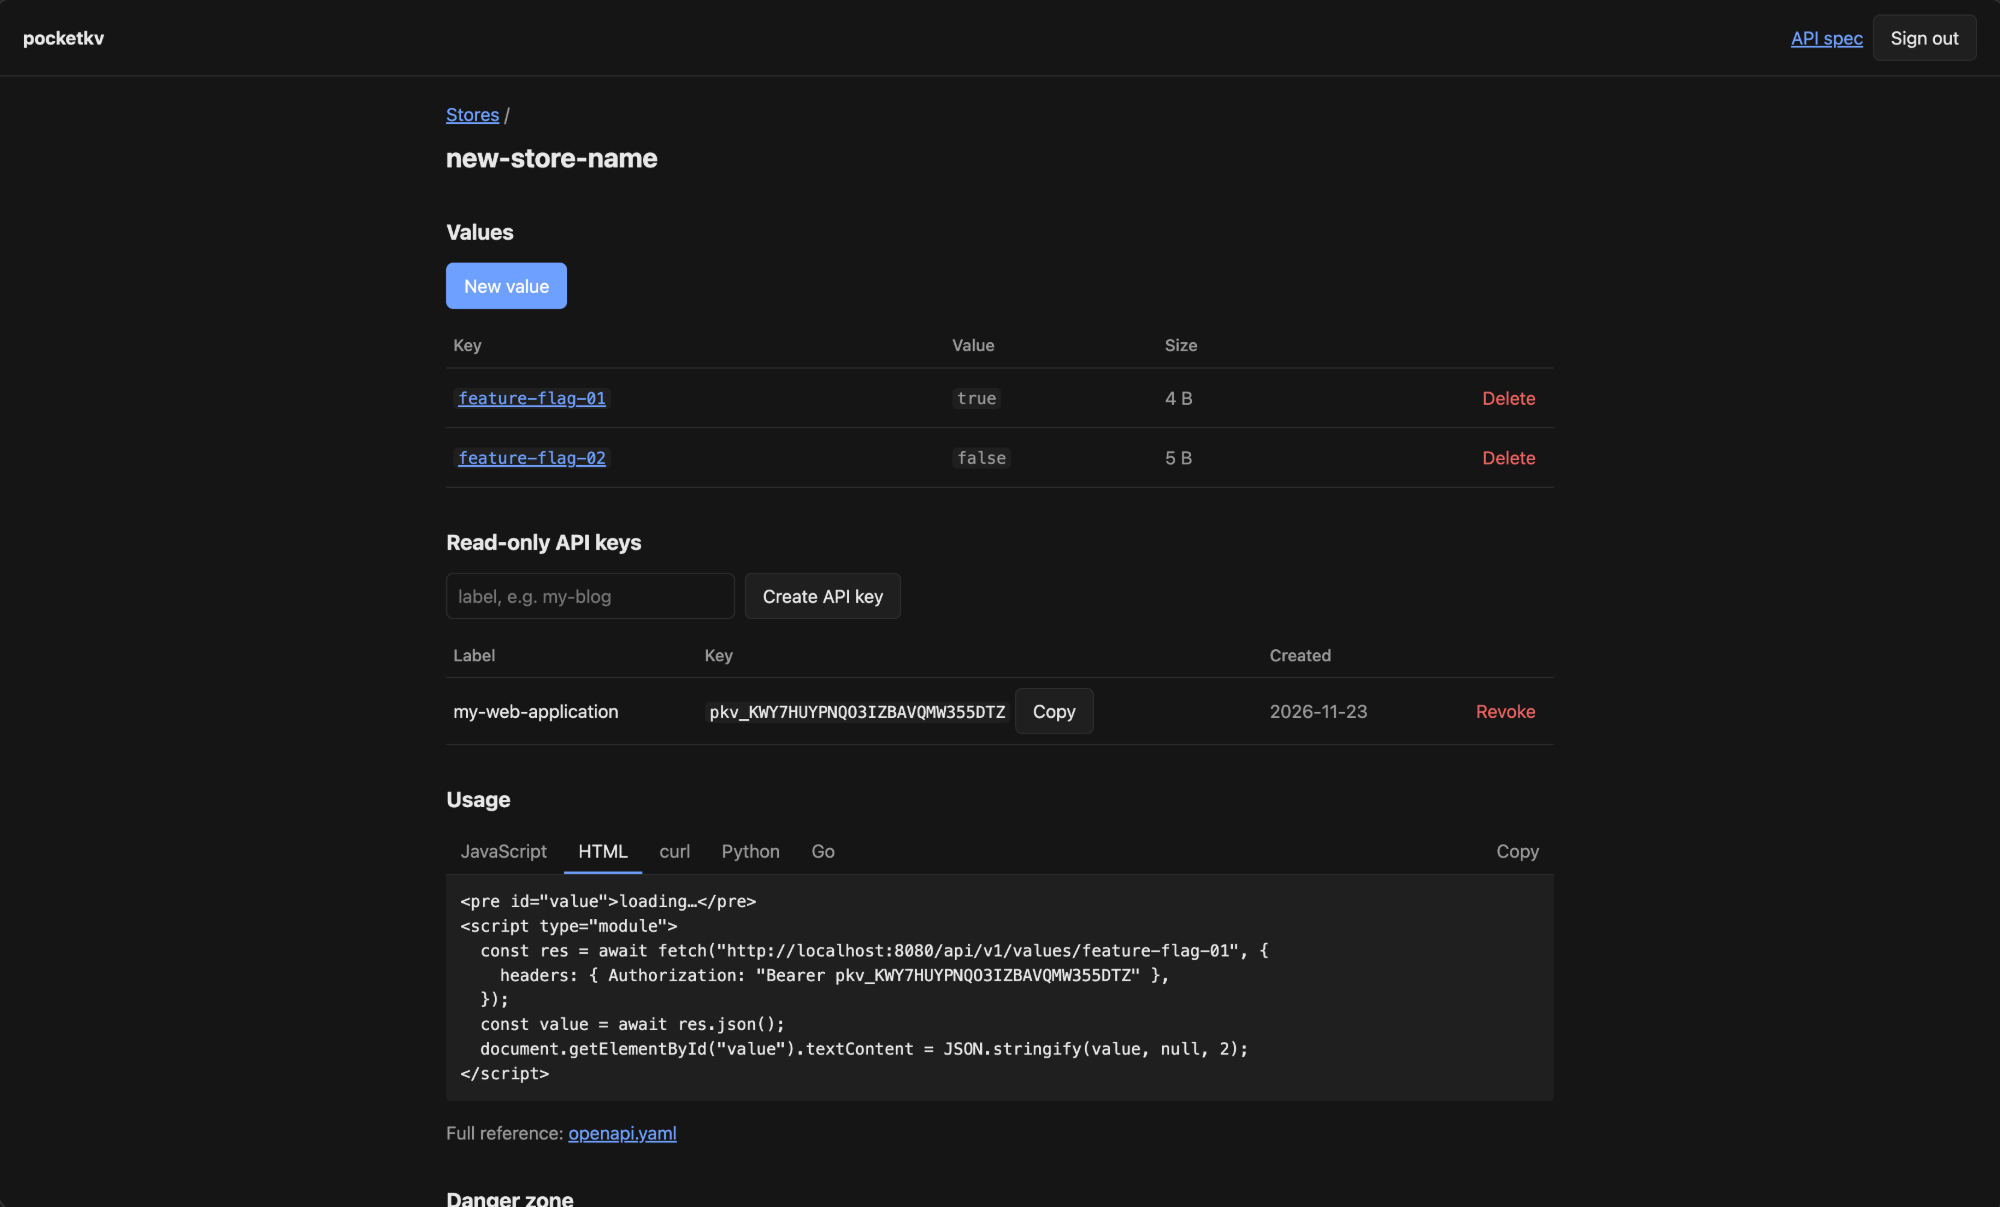 pocketkv
API spec
Sign out
Stores /
new-store-name
Values
New value
Key Value Size
feature-flag-01 true 4 B Delete
feature-flag-02 false 5 B Delete
Read-only API keys
label, e.g. my-blog
Create API key
Label Key Created
my-web-application pkv_KWY7HUYPNQO3IZBAVQMW355DTZ Copy 2026-11-23 Revoke
Usage
JavaScript HTML curl Python Go Copy
<pre id="value">loading…</pre>
<script type="module">
  const res = await fetch("http://localhost:8080/api/v1/values/feature-flag-01", {
    headers: { Authorization: "Bearer pkv_KWY7HUYPNQO3IZBAVQMW355DTZ" },
  });
  const value = await res.json();
  document.getElementById("value").textContent = JSON.stringify(value, null, 2);
</script>
Full reference: openapi.yaml
Danger zone